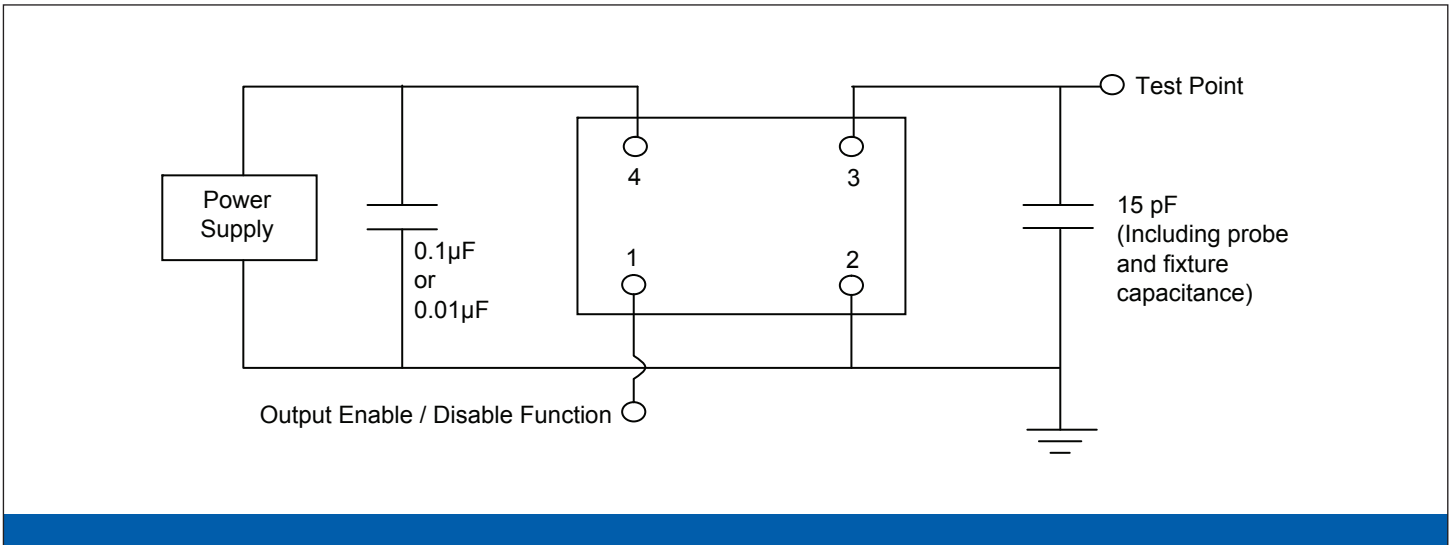 Test Point
4
3
Power
Supply
15 pF
(Including probe
and fixture
capacitance)
0.1µF
or
0.01µF
1
2
Output Enable / Disable Function